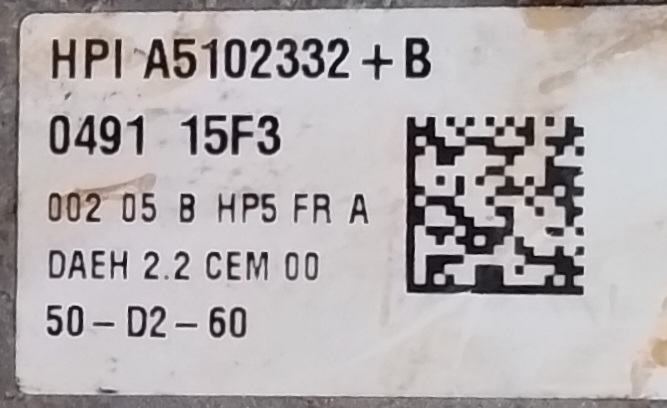 HPI A5102332+B
0491 15F3
002 05 B HP5 FR A
DAEH 2.2 CEM 00
50-D2-60